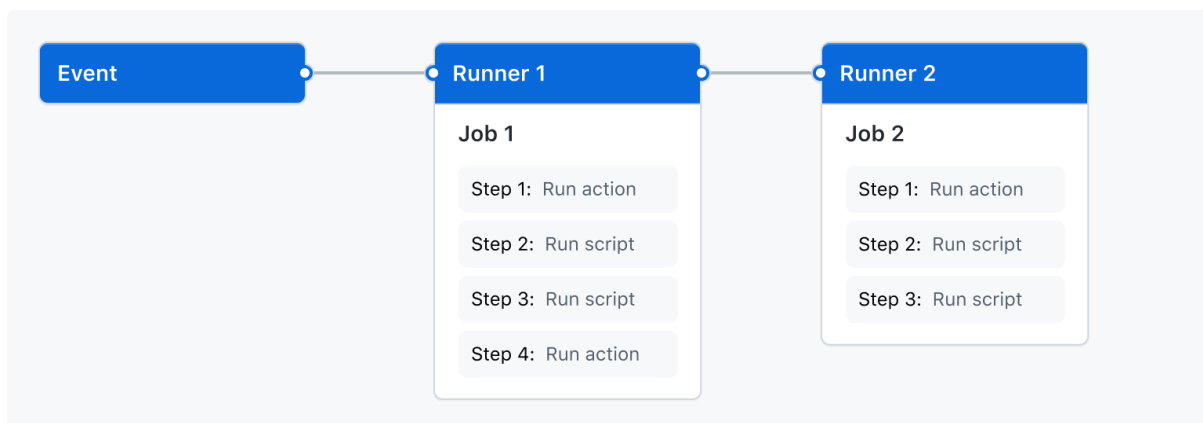 Event
Runner 1
Job 1
Step 1: Run action
Step 2: Run script
Step 3: Run script
Step 4: Run action
Runner 2
Job 2
Step 1: Run action
Step 2: Run script
Step 3: Run script